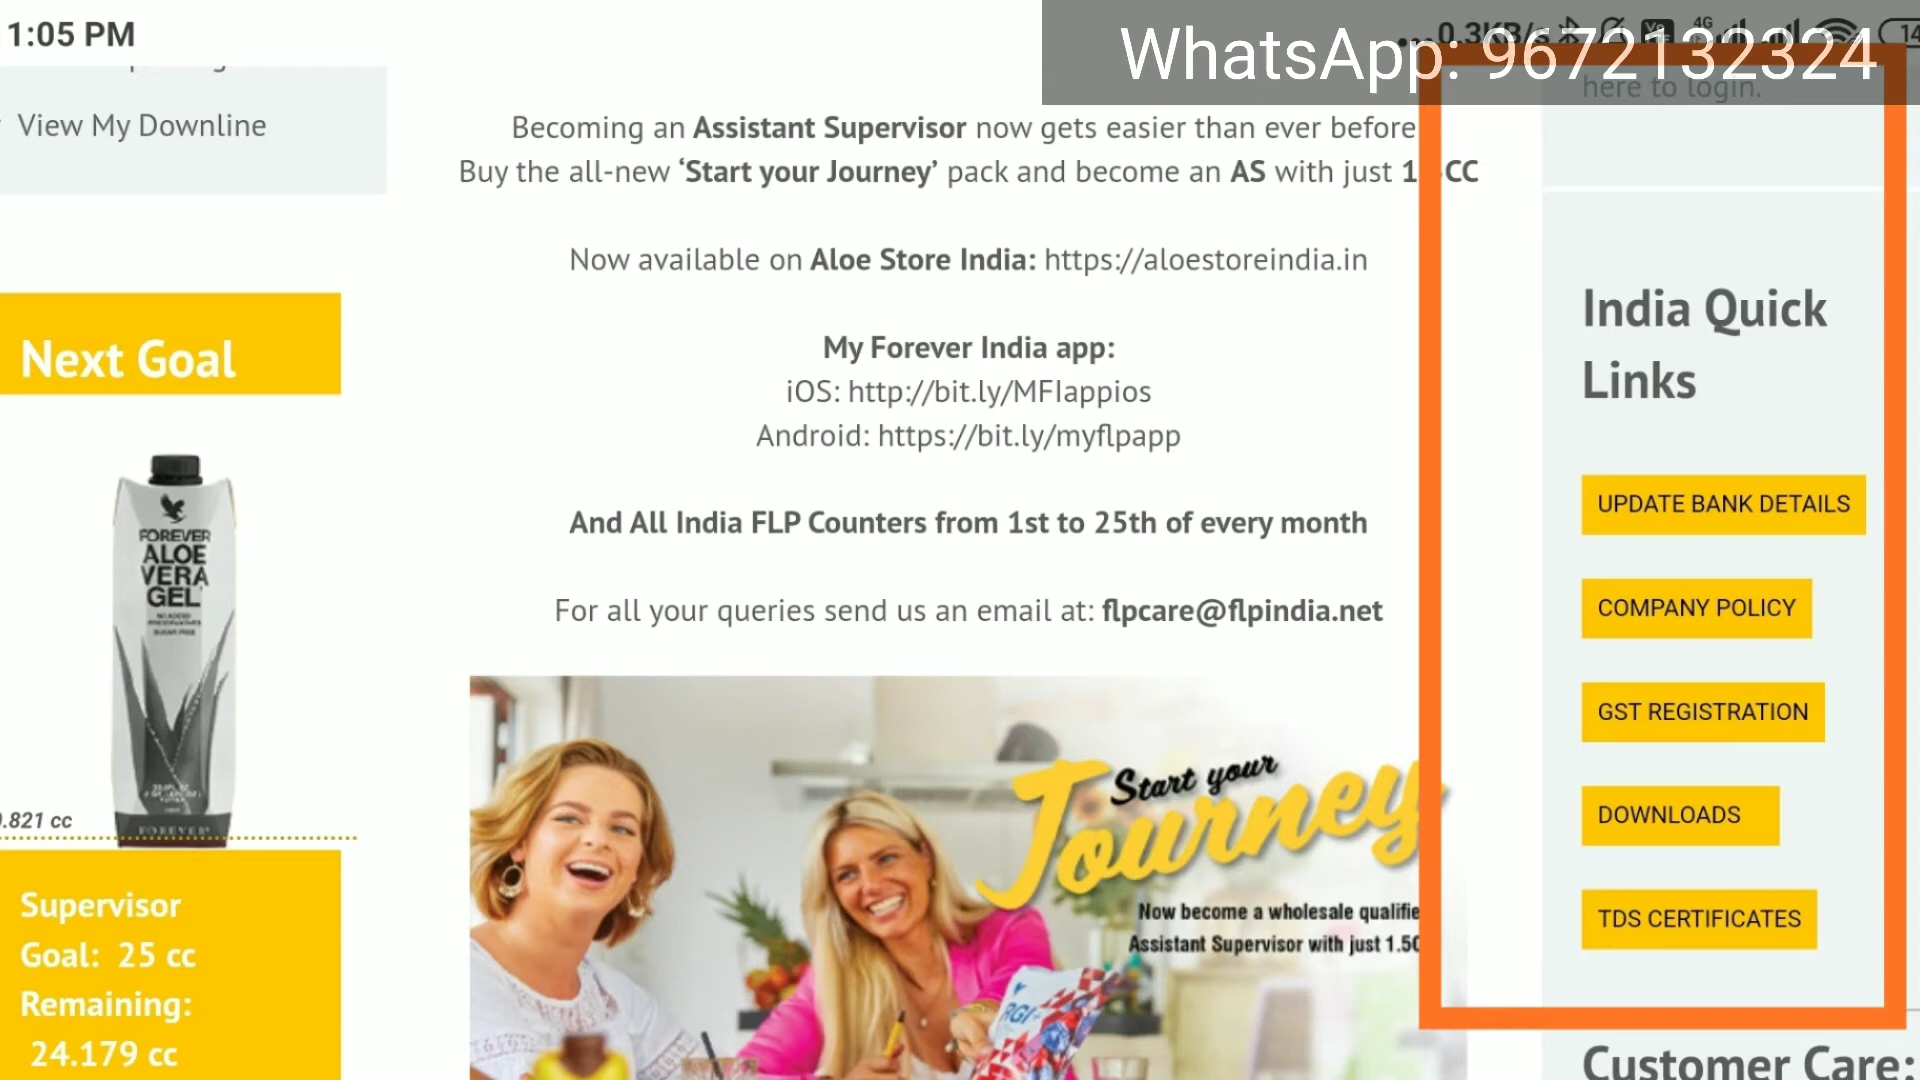 1:05 PM
0.3KB/s
4G
14
WhatsApp: 9672132324
here to login.
View My Downline
Becoming an Assistant Supervisor now gets easier than ever before
Buy the all-new ‘Start your Journey’ pack and become an AS with just 1 CC
Now available on Aloe Store India: https://aloestoreindia.in
My Forever India app:
iOS: http://bit.ly/MFIappios
Android: https://bit.ly/myflpapp
And All India FLP Counters from 1st to 25th of every month
For all your queries send us an email at: flpcare@flpindia.net
Next Goal
FOREVER
ALOE
VERA
GEL
FOREVER
.821 cc
Supervisor
Goal: 25 cc
Remaining:
24.179 cc
Start your
Journey
Now become a wholesale qualifie
Assistant Supervisor with just 1.50
India Quick
Links
UPDATE BANK DETAILS
COMPANY POLICY
GST REGISTRATION
DOWNLOADS
TDS CERTIFICATES
Customer Care: